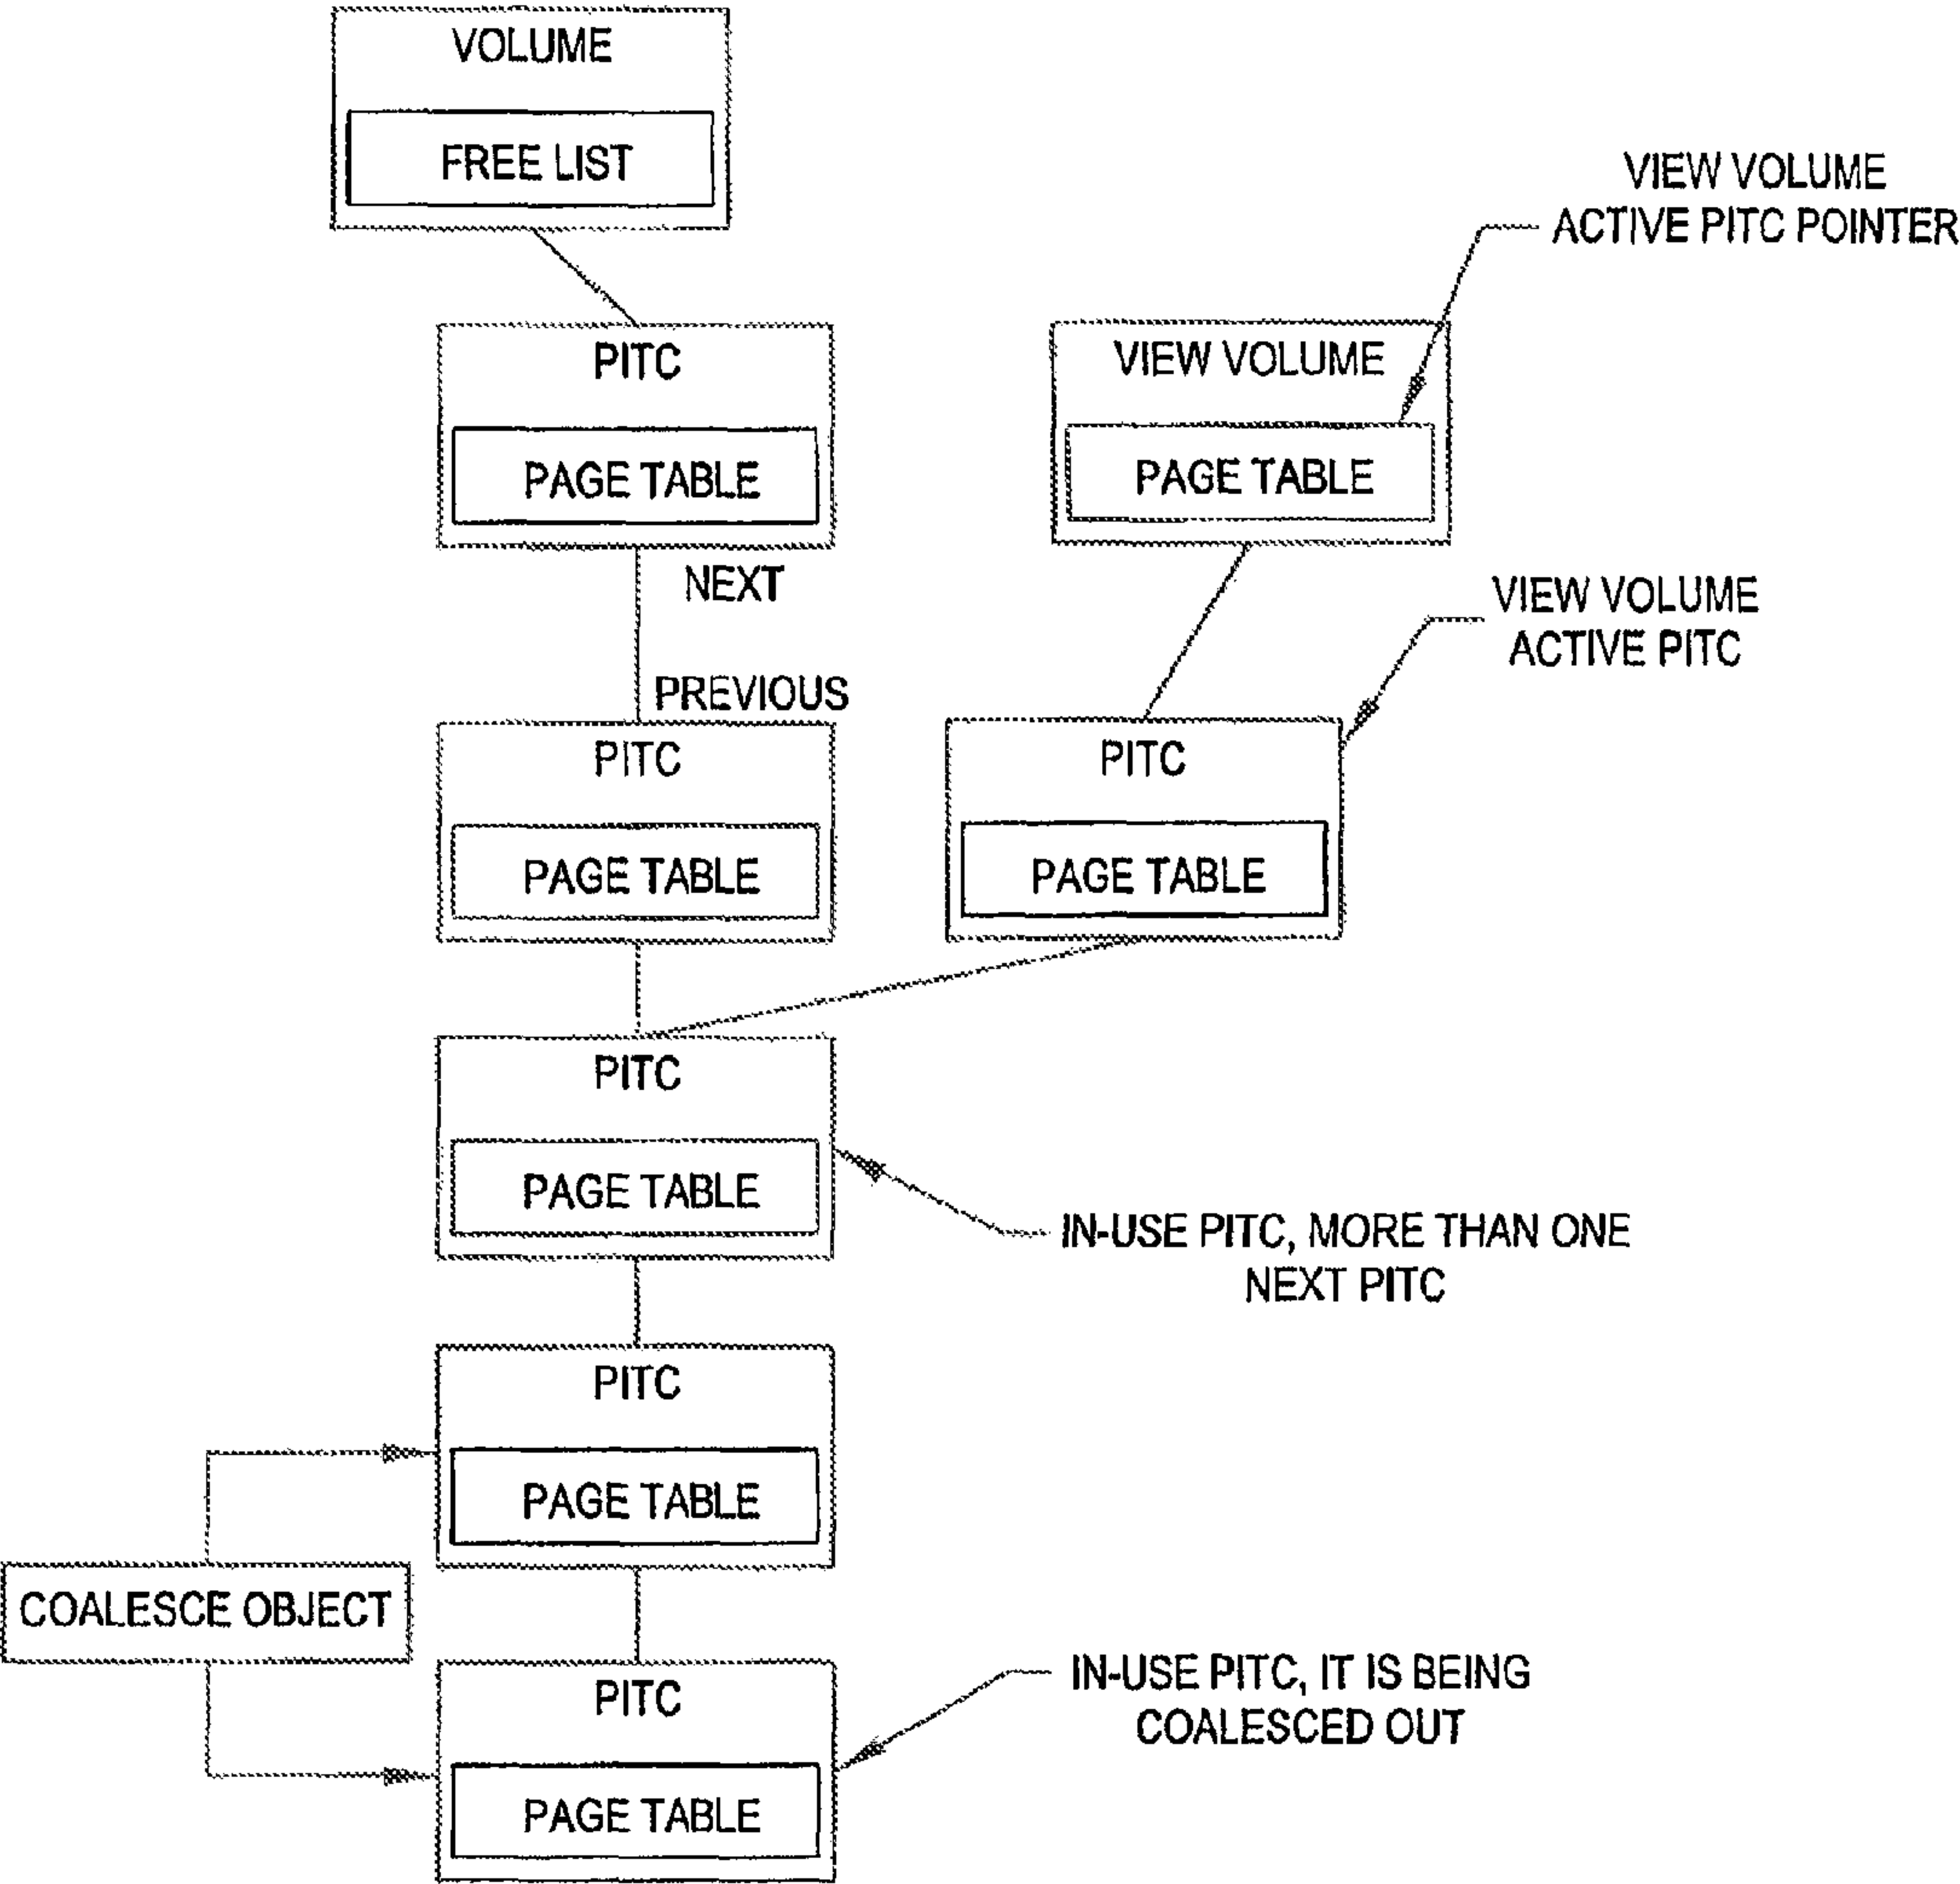 VOLUME
FREE LIST
VIEW VOLUME
ACTIVE PITC POINTER
PITC
PAGE TABLE
VIEW VOLUME
PAGE TABLE
NEXT
PREVIOUS
VIEW VOLUME
ACTIVE PITC
PITC
PAGE TABLE
PITC
PAGE TABLE
PITC
PAGE TABLE
IN-USE PITC, MORE THAN ONE
NEXT PITC
PITC
PAGE TABLE
COALESCE OBJECT
PITC
PAGE TABLE
IN-USE PITC, IT IS BEING
COALESCED OUT